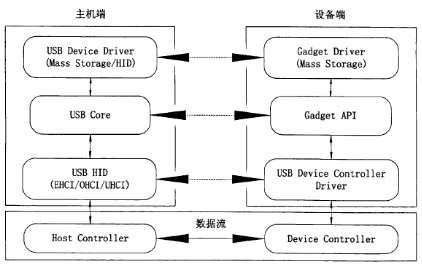 主机端
设备端
USB Device Driver
(Mass Storage/HID)
Gadget Driver
(Mass Storage)
USB Core
Gadget API
USB HID
(EHCI/OHCI/UHCI)
USB Device Controller
Driver
数据流
Host Controller
Device Controller